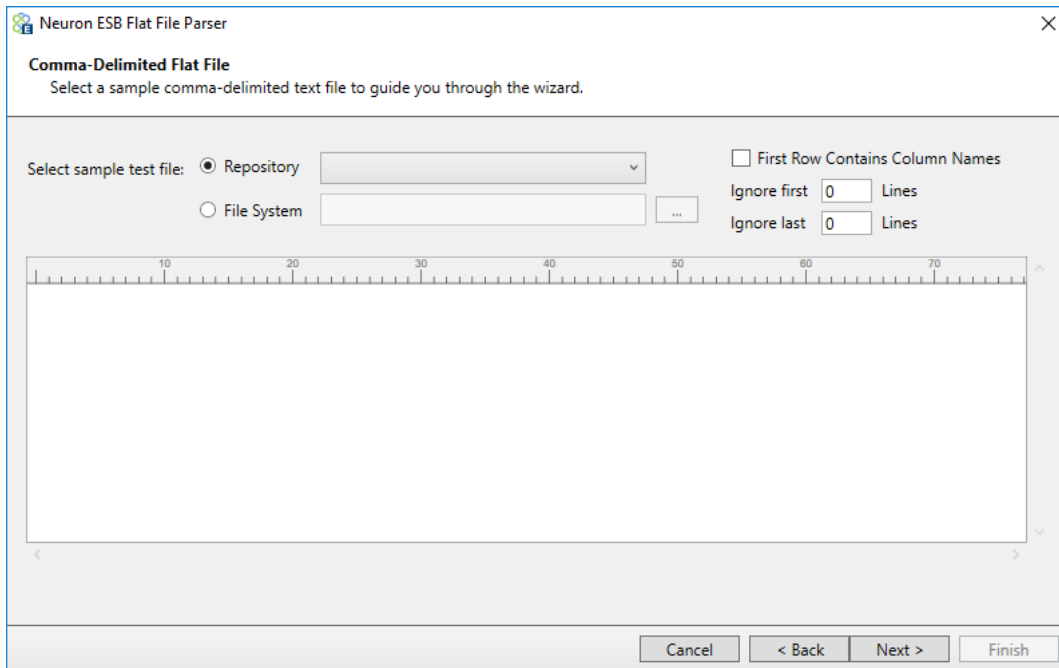 Neuron ESB Flat File Parser
Comma-Delimited Flat File
Select a sample comma-delimited text file to guide you through the wizard.
Select sample test file:
Repository
File System
...
First Row Contains Column Names
Ignore first 0 Lines
Ignore last 0 Lines
10 20 30 40 50 60 70
Cancel
< Back
Next >
Finish